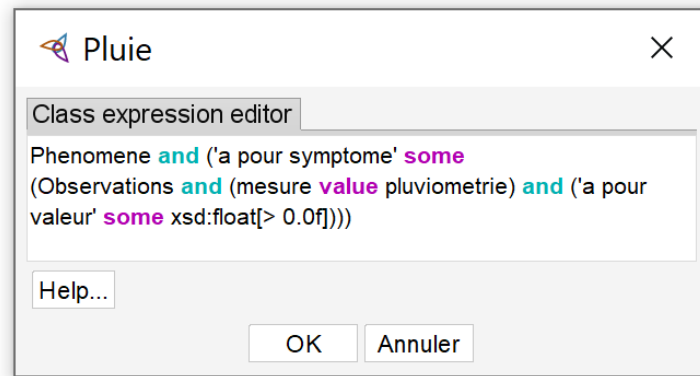 Pluie
Class expression editor
Phenomene and ('a pour symptome' some
(Observations and (mesure value pluviometrie) and ('a pour
valeur' some xsd:float[> 0.0f])))
Help...
OK Annuler